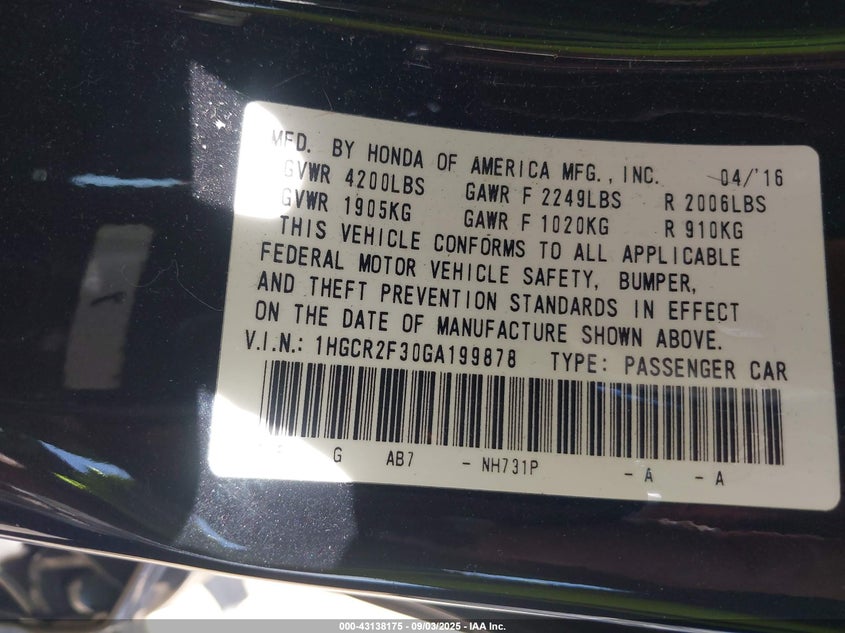 MFD. BY HONDA OF AMERICA MFG., INC. 04/'16
GVWR 4200LBS GAWR F 2249LBS R 2006LBS
GVWR 1905KG GAWR F 1020KG R 910KG
THIS VEHICLE CONFORMS TO ALL APPLICABLE
FEDERAL MOTOR VEHICLE SAFETY, BUMPER,
AND THEFT PREVENTION STANDARDS IN EFFECT
ON THE DATE OF MANUFACTURE SHOWN ABOVE.
V.I.N.: 1HGCR2F30GA199878 TYPE: PASSENGER CAR
G AB7 - NH731P - A - A
000-43138175 - 09/03/2025 - IAA Inc.